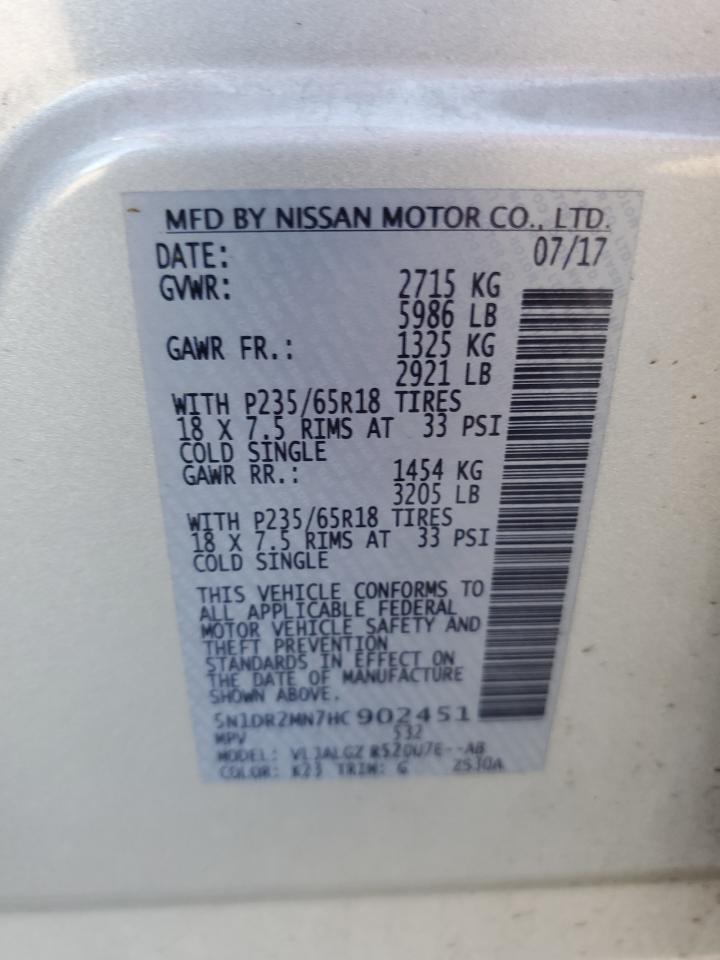 MFD BY NISSAN MOTOR CO., LTD.
DATE: 07/17
GVWR: 2715 KG
5986 LB
GAWR FR.: 1325 KG
2921 LB
WITH P235/65R18 TIRES
18 X 7.5 RIMS AT 33 PSI
COLD SINGLE
GAWR RR.: 1454 KG
3205 LB
WITH P235/65R18 TIRES
18 X 7.5 RIMS AT 33 PSI
COLD SINGLE
THIS VEHICLE CONFORMS TO
ALL APPLICABLE FEDERAL
MOTOR VEHICLE SAFETY AND
THEFT PREVENTION
STANDARDS IN EFFECT ON
THE DATE OF MANUFACTURE
SHOWN ABOVE.
5N1DR2MN7HC902451
MPV 532
MODEL:
COLOR: K23 TRIM: G